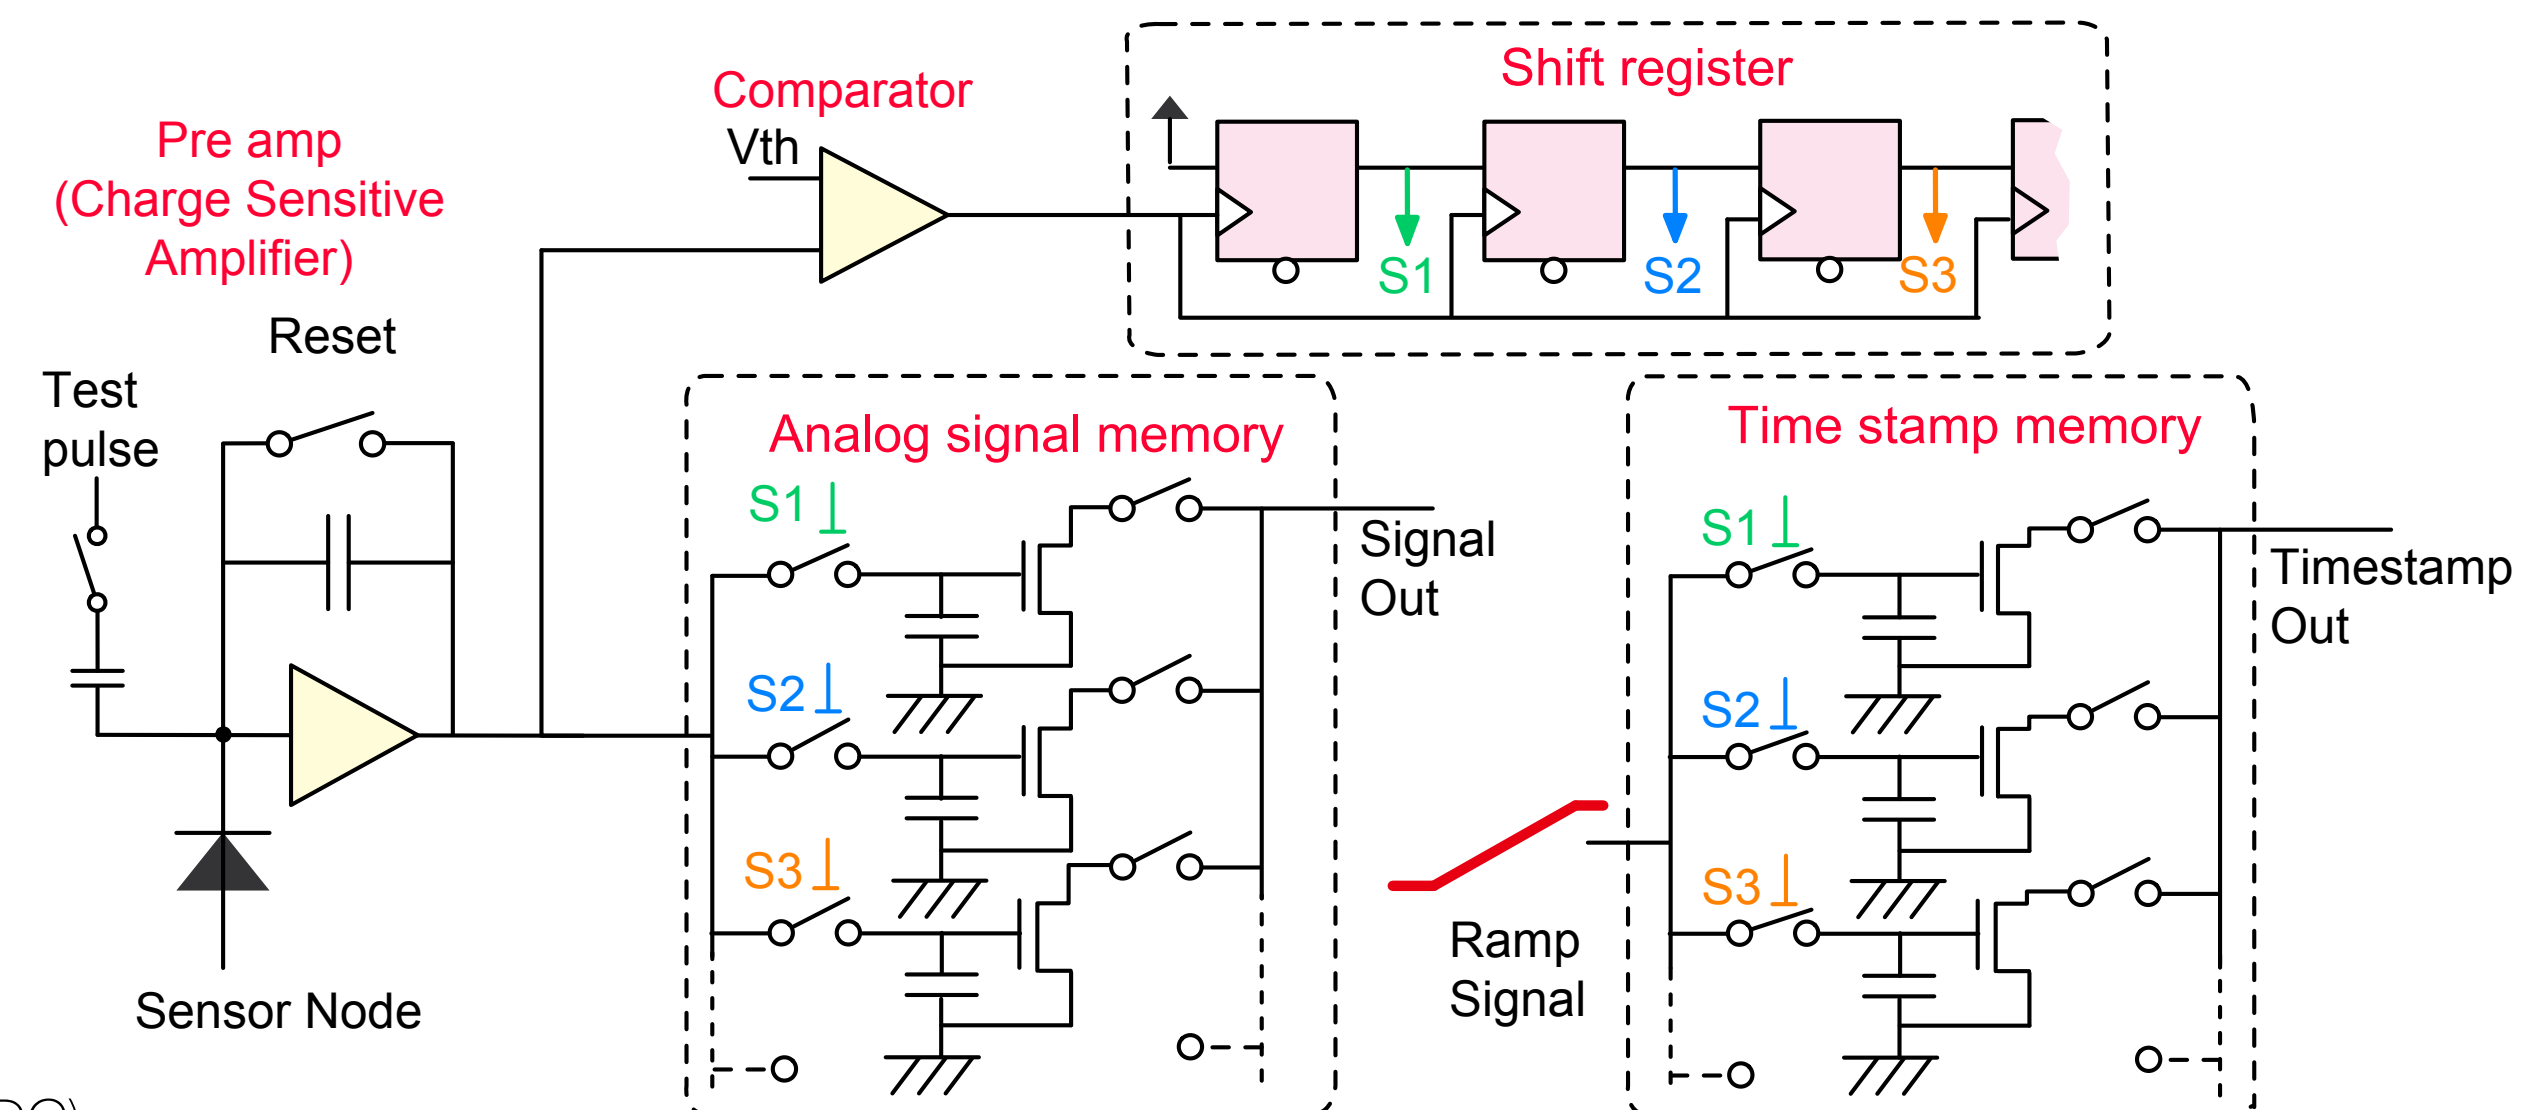 Shift register
Comparator
Vth
Pre amp
(Charge Sensitive
Amplifier)
S1
S2
S3
Reset
Test
pulse
Analog signal memory
Time stamp memory
S1
S2
S3
Signal
Out
S1
S2
S3
Timestamp
Out
Ramp
Signal
Sensor Node